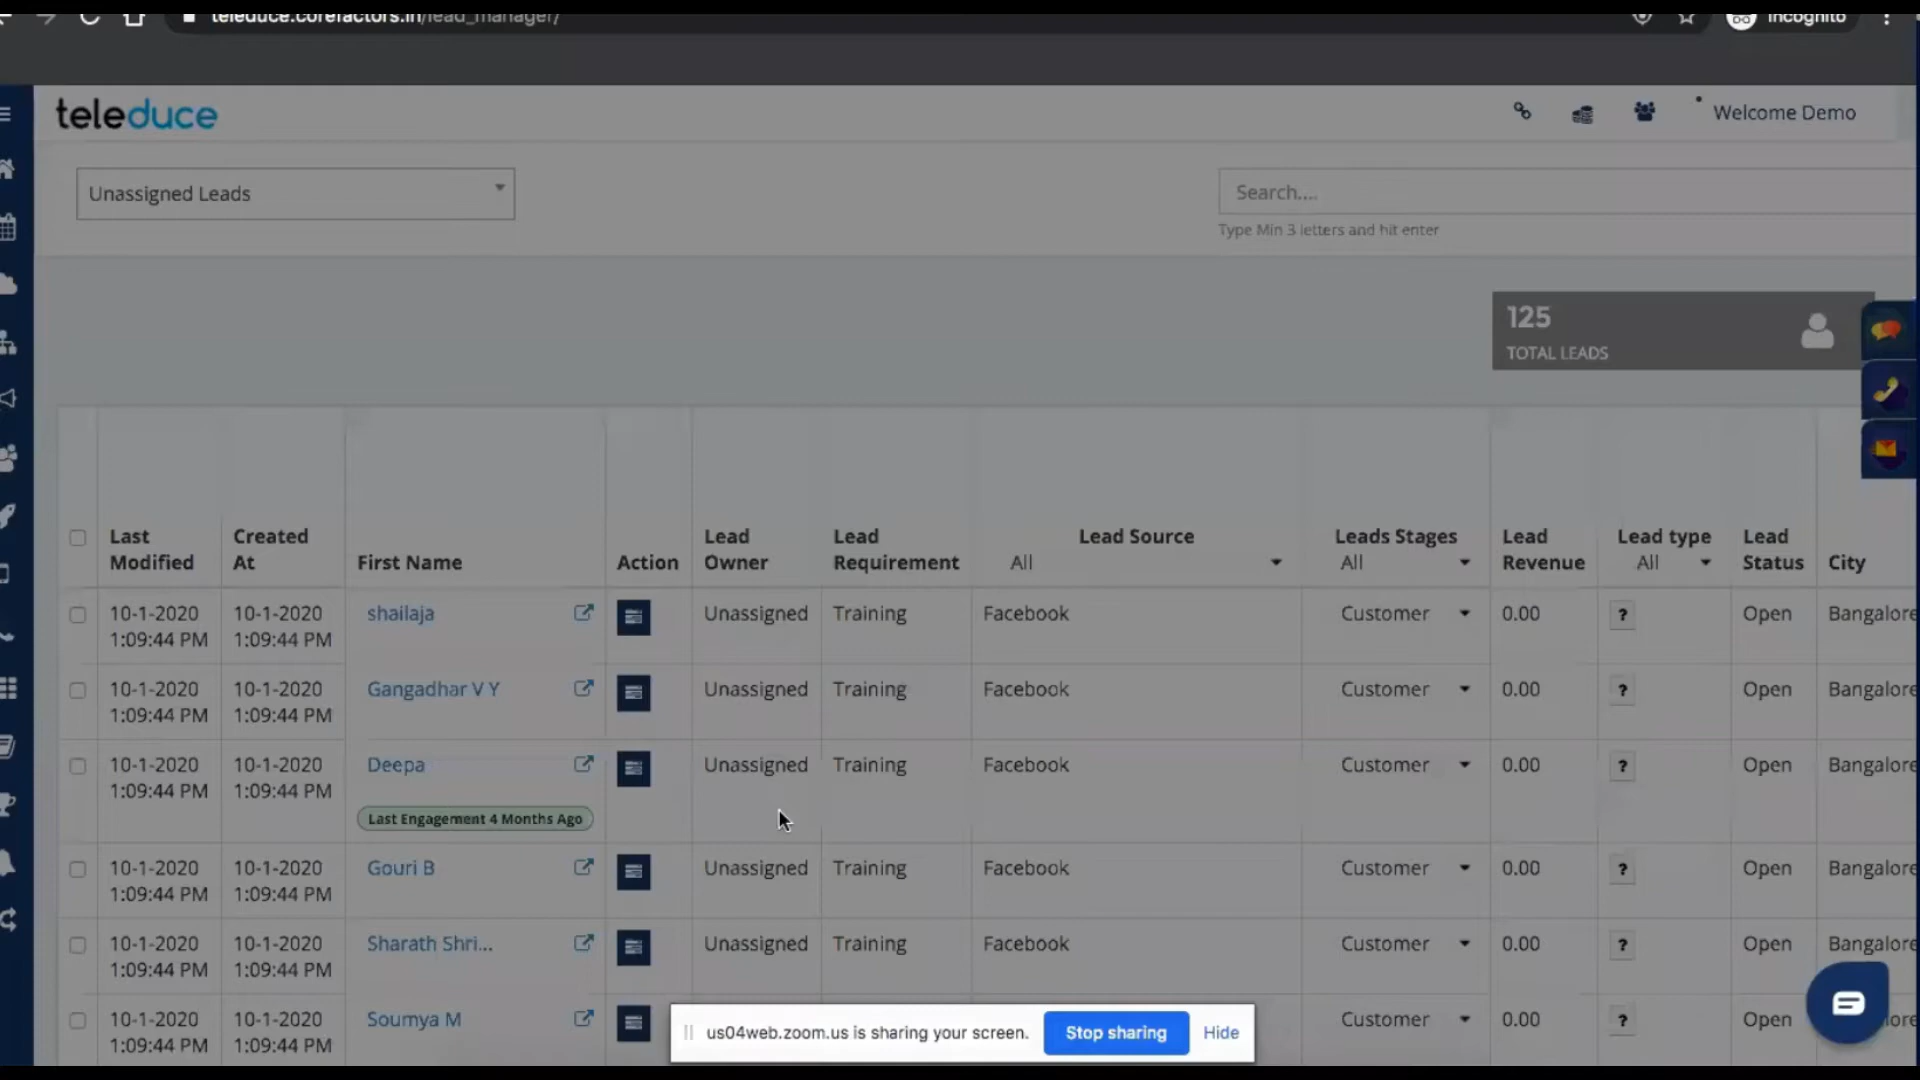 teleduce.corefactors.in/lead_manager/
Incognito
teleduce
Welcome Demo
Unassigned Leads
Search....
Type Min 3 letters and hit enter
125
TOTAL LEADS
Last Modified Created At First Name Action Lead Owner Lead Requirement Lead Source All Leads Stages All Lead Revenue Lead type All Lead Status City
10-1-2020 10-1-2020 shailaja Unassigned Training Facebook Customer 0.00 ? Open Bangalore
1:09:44 PM 1:09:44 PM
10-1-2020 10-1-2020 Gangadhar V Y Unassigned Training Facebook Customer 0.00 ? Open Bangalore
1:09:44 PM 1:09:44 PM
10-1-2020 10-1-2020 Deepa Unassigned Training Facebook Customer 0.00 ? Open Bangalore
1:09:44 PM 1:09:44 PM
Last Engagement 4 Months Ago
10-1-2020 10-1-2020 Gouri B Unassigned Training Facebook Customer 0.00 ? Open Bangalore
1:09:44 PM 1:09:44 PM
10-1-2020 10-1-2020 Sharath Shri... Unassigned Training Facebook Customer 0.00 ? Open Bangalore
1:09:44 PM 1:09:44 PM
10-1-2020 10-1-2020 Soumya M Customer 0.00 ? Open
1:09:44 PM 1:09:44 PM
us04web.zoom.us is sharing your screen. Stop sharing Hide